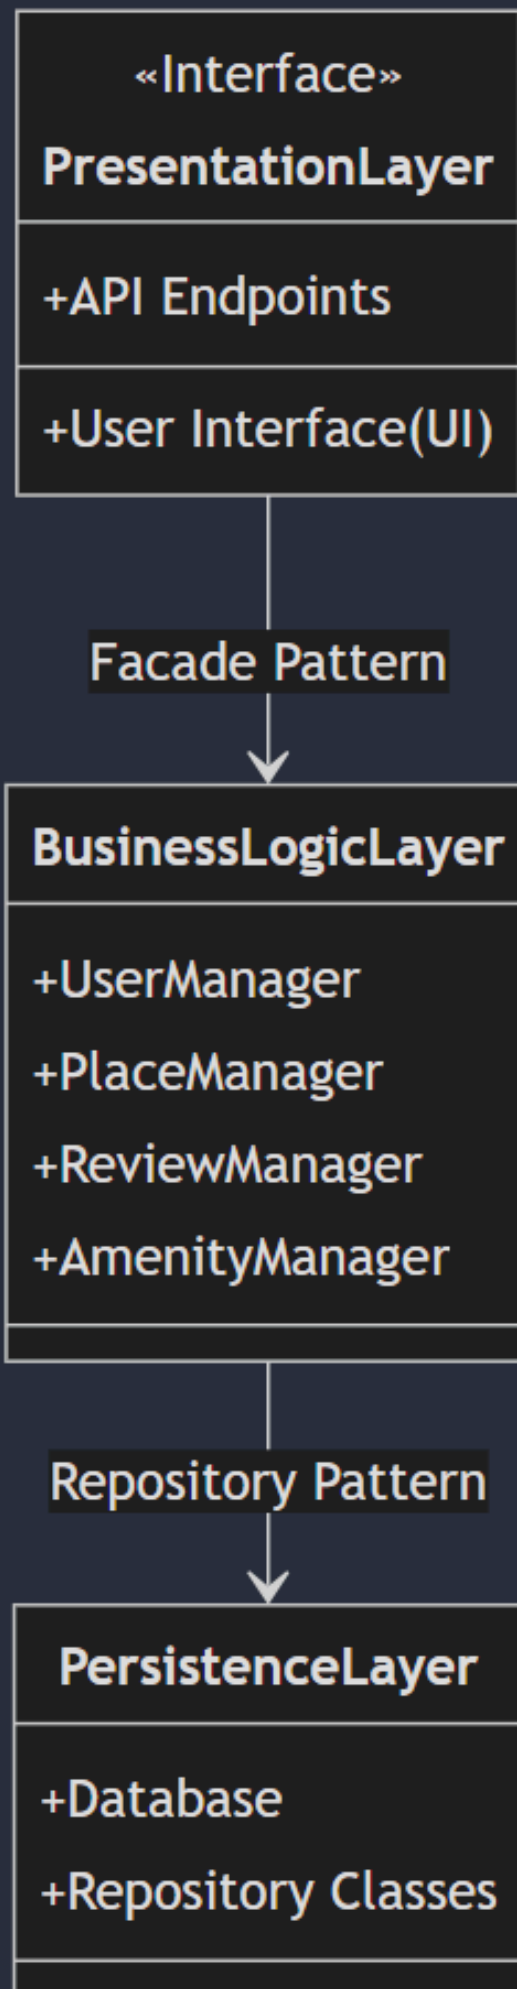 «Interface»
PresentationLayer
+API Endpoints
+User Interface(UI)
Facade Pattern
BusinessLogicLayer
+UserManager
+PlaceManager
+ReviewManager
+AmenityManager
Repository Pattern
PersistenceLayer
+Database
+Repository Classes